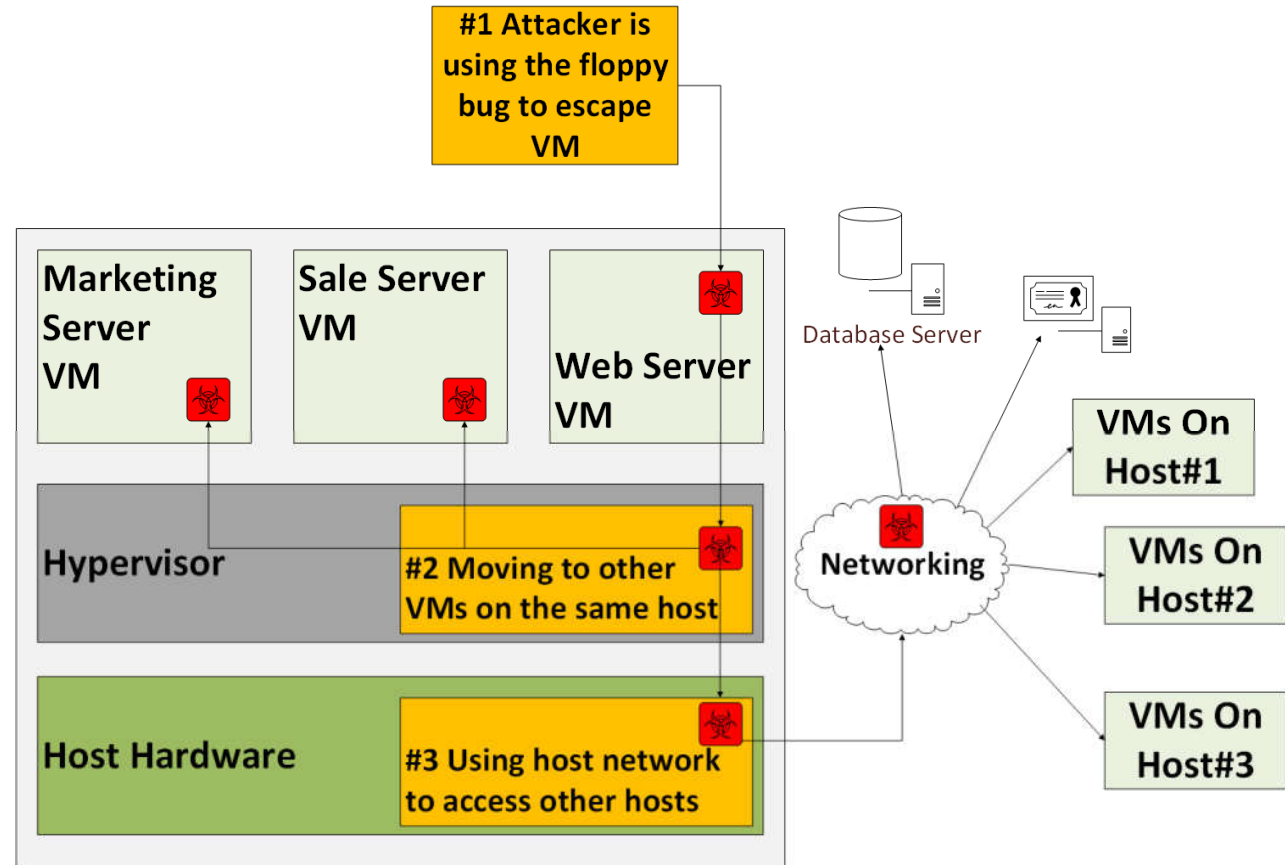 #1 Attacker is
using the floppy
bug to escape
VM
Marketing
Server
VM
Sale Server
VM
Web Server
VM
Database Server
VMs On
Host#1
Hypervisor
#2 Moving to other
VMs on the same host
Networking
VMs On
Host#2
Host Hardware
#3 Using host network
to access other hosts
VMs On
Host#3